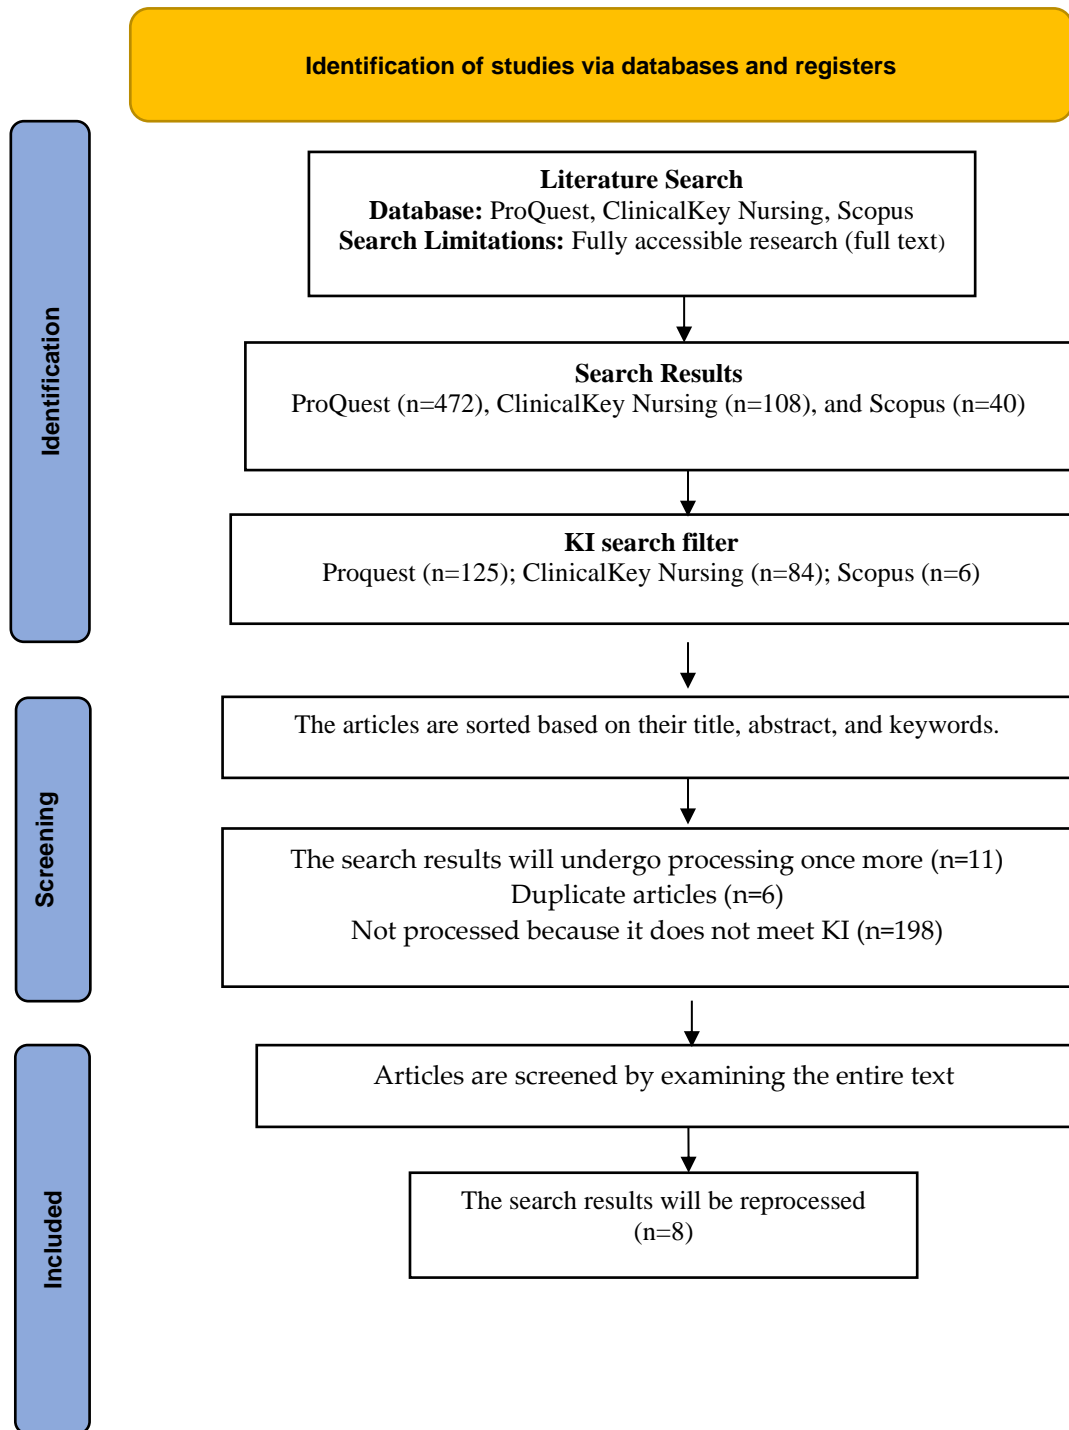 Identification of studies via databases and registers
Identification
Literature Search
Database: ProQuest, ClinicalKey Nursing, Scopus
Search Limitations: Fully accessible research (full text)
Search Results
ProQuest (n=472), ClinicalKey Nursing (n=108), and Scopus (n=40)
KI search filter
Proquest (n=125); ClinicalKey Nursing (n=84); Scopus (n=6)
Screening
The articles are sorted based on their title, abstract, and keywords.
The search results will undergo processing once more (n=11)
Duplicate articles (n=6)
Not processed because it does not meet KI (n=198)
Included
Articles are screened by examining the entire text
The search results will be reprocessed
(n=8)